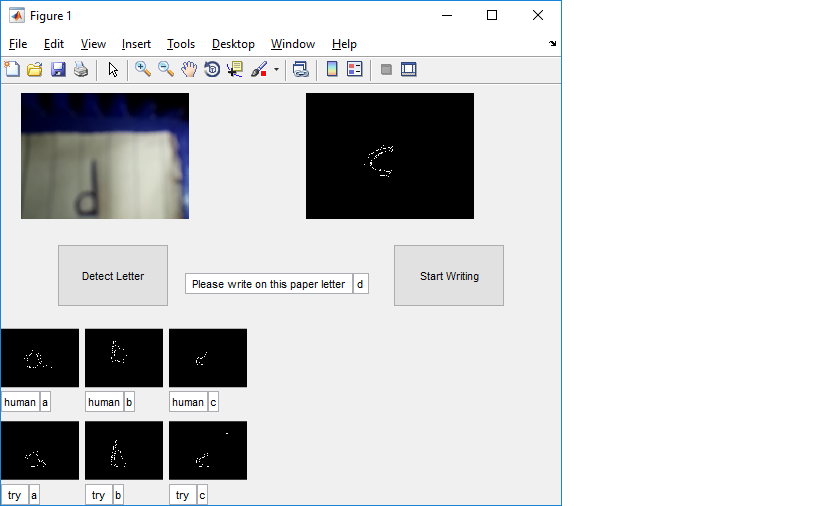 Figure 1
File Edit View Insert Tools Desktop Window Help
d
c
Detect Letter
Please write on this paper letter d
Start Writing
a b c
human a human b human c
a b c
try a try b try c